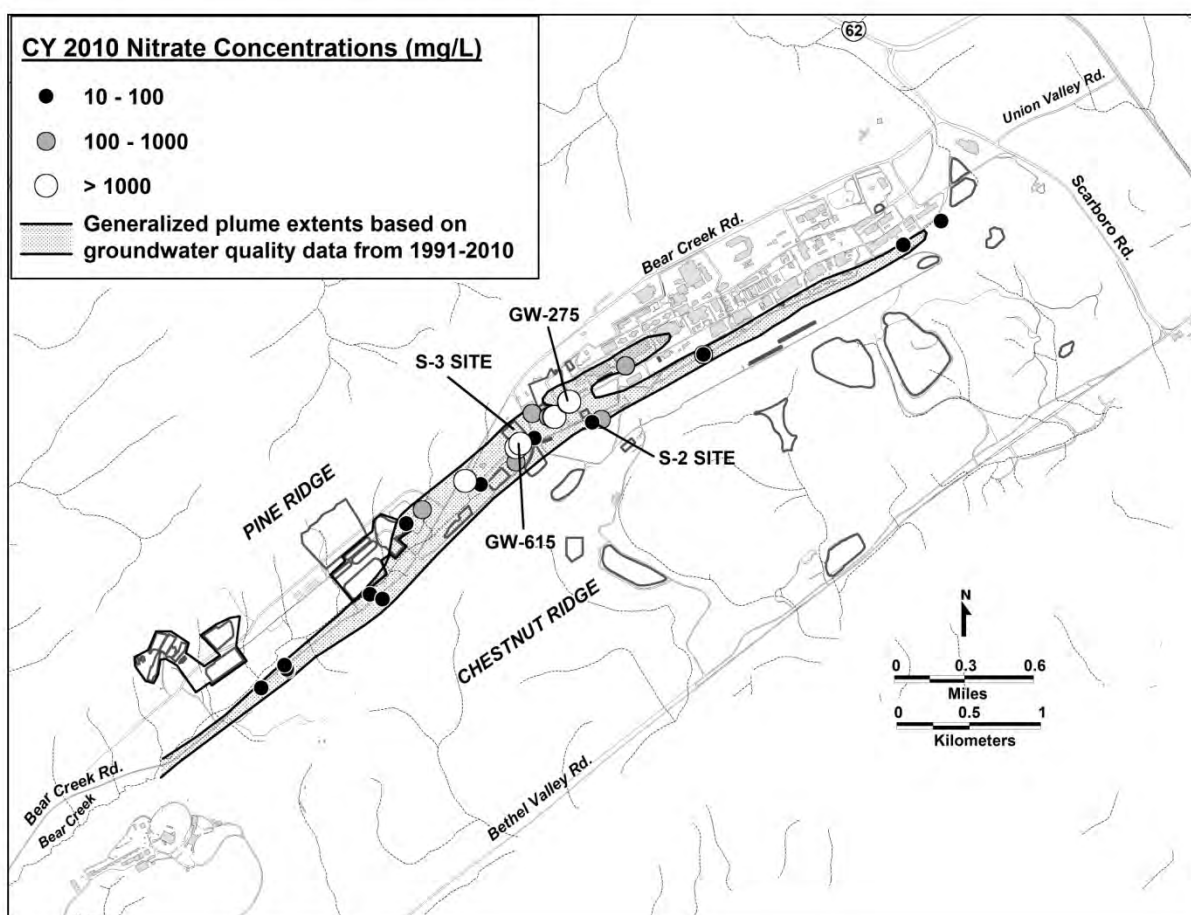 CY 2010 Nitrate Concentrations (mg/L)
10 - 100
100 - 1000
> 1000
Generalized plume extents based on
groundwater quality data from 1991-2010
62
Union Valley Rd.
Scarboro Rd.
Bear Creek Rd.
GW-275
S-3 SITE
S-2 SITE
PINE RIDGE
GW-615
CHESTNUT RIDGE
N
0 0.3 0.6
Miles
0 0.5 1
Kilometers
Bear Creek Rd.
Bear Creek
Bethel Valley Rd.